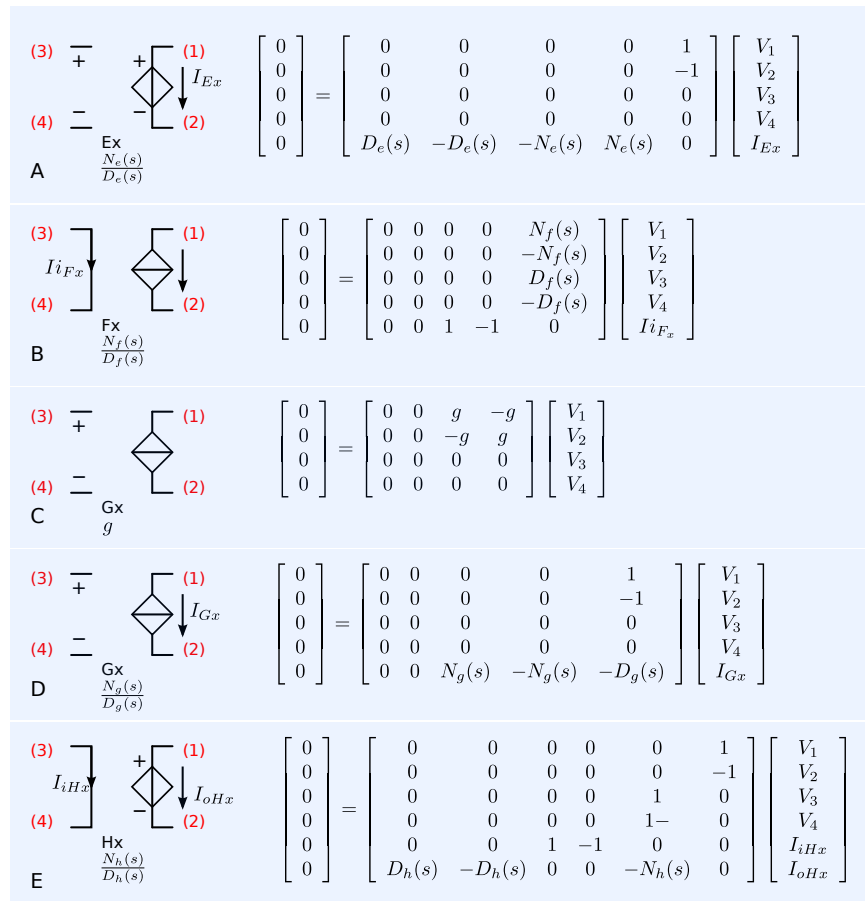 (3) + + (1) I_{Ex}
(4) − − (2)
Ex
N_e(s)
D_e(s)
A
0 = 0 0 0 0 1 V_1
0 0 0 0 0 −1 V_2
0 0 0 0 0 0 V_3
0 0 0 0 0 0 V_4
0 D_e(s) −D_e(s) −N_e(s) N_e(s) 0 I_{Ex}
(3) (1)
Ii_{Fx}
(4) (2)
Fx
N_f(s)
D_f(s)
B
0 = 0 0 0 0 N_f(s) V_1
0 0 0 0 0 −N_f(s) V_2
0 0 0 0 0 D_f(s) V_3
0 0 0 0 0 −D_f(s) V_4
0 0 0 1 −1 0 Ii_{F_x}
(3) + (1)
(4) − (2)
Gx
g
C
0 = 0 0 g −g V_1
0 0 0 −g g V_2
0 0 0 0 0 V_3
0 0 0 0 0 V_4
(3) + (1) I_{Gx}
(4) − (2)
Gx
N_g(s)
D_g(s)
D
0 = 0 0 0 0 1 V_1
0 0 0 0 0 −1 V_2
0 0 0 0 0 0 V_3
0 0 0 0 0 0 V_4
0 0 0 N_g(s) −N_g(s) −D_g(s) I_{Gx}
(3) + (1)
I_{iHx} I_{oHx}
(4) − (2)
Hx
N_h(s)
D_h(s)
E
0 = 0 0 0 0 0 1 V_1
0 0 0 0 0 0 −1 V_2
0 0 0 0 0 1 0 V_3
0 0 0 0 0 1− 0 V_4
0 0 0 1 −1 0 0 I_{iHx}
0 D_h(s) −D_h(s) 0 0 −N_h(s) 0 I_{oHx}